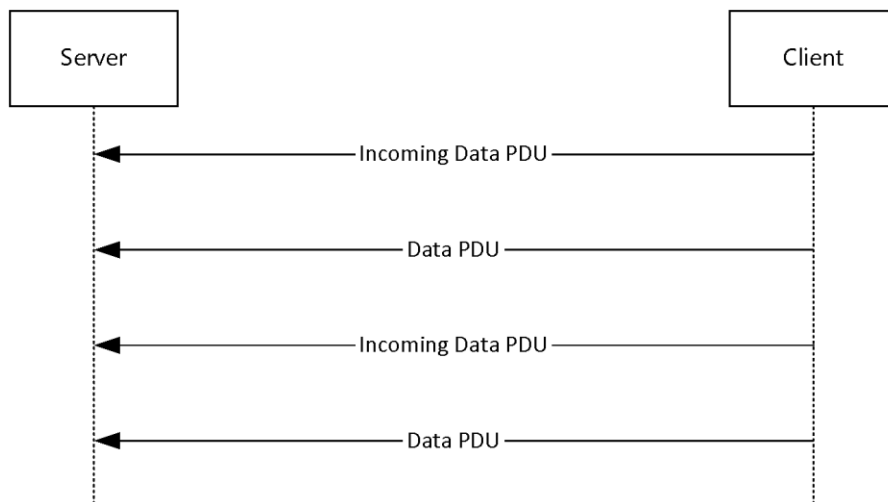 Server
Client
Incoming Data PDU
Data PDU
Incoming Data PDU
Data PDU